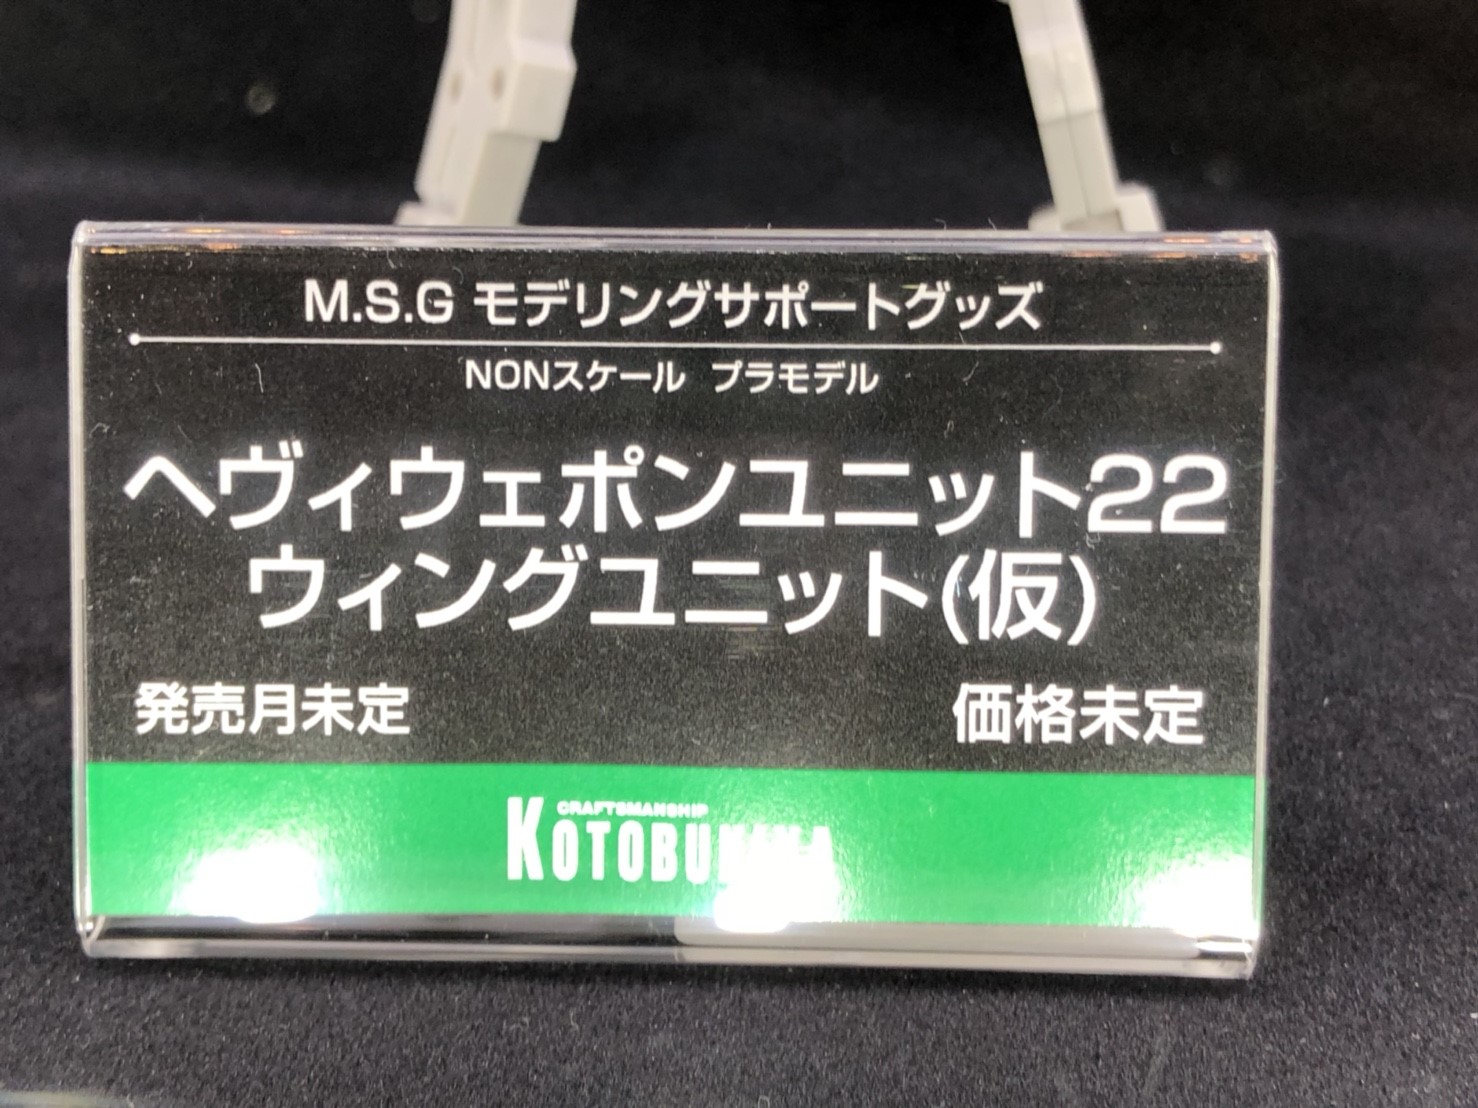 M.S.G モデリングサポートグッズ
NONスケール プラモデル
ヘヴィウェポンユニット22
ウィングユニット(仮)
発売月未定
価格未定
CRAFTSMANSHIP
KOTOBUKIYA